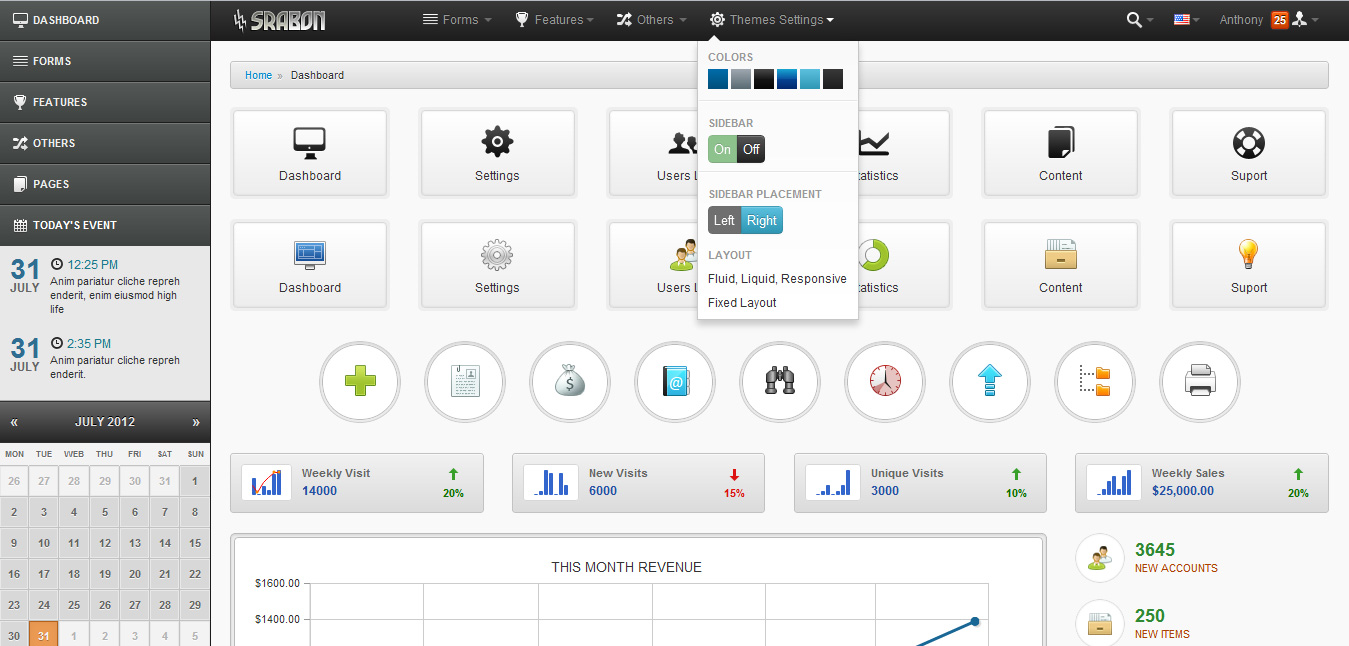 DASHBOARD
FORMS
FEATURES
OTHERS
PAGES
TODAY'S EVENT
31
JULY
12:25 PM
Anim pariatur cliche repreh
enderit, enim eiusmod high
life
31
JULY
2:35 PM
Anim pariatur cliche repreh
enderit.
« JULY 2012 »
MON TUE WEB THU FRI SAT SUN
26 27 28 29 30 31 1
2 3 4 5 6 7 8
9 10 11 12 13 14 15
16 17 18 19 20 21 22
23 24 25 26 27 28 29
30 31 1 2 3 4 5
SRABON
Forms Features Others Themes Settings
Anthony 25
Home » Dashboard
COLORS
SIDEBAR
On Off
SIDEBAR PLACEMENT
Left Right
LAYOUT
Fluid, Liquid, Responsive
Fixed Layout
Dashboard Settings Users L atistics Content Suport
Dashboard Settings Users L atistics Content Suport
$ @
Weekly Visit
14000
20%
New Visits
6000
15%
Unique Visits
3000
10%
Weekly Sales
$25,000.00
20%
THIS MONTH REVENUE
$1600.00
$1400.00
3645
NEW ACCOUNTS
250
NEW ITEMS